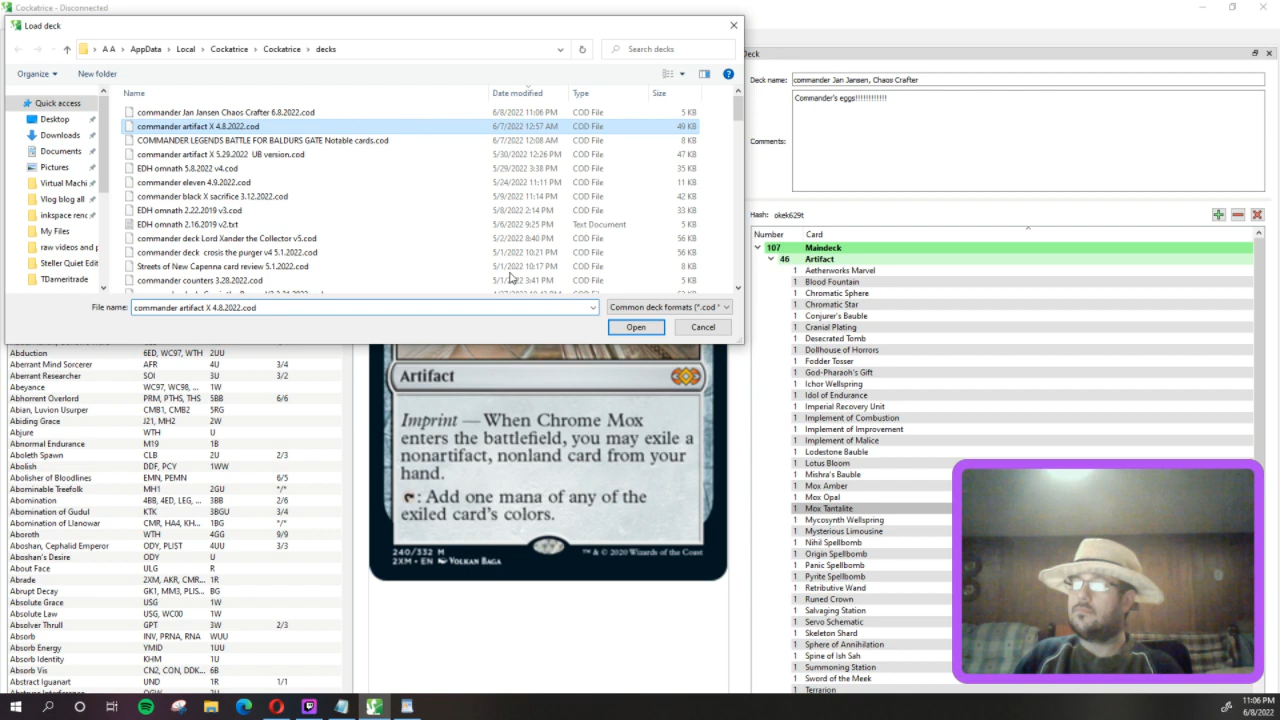 Cockatrice - Disconnected
Load deck
A A > AppData > Local > Cockatrice > Cockatrice > decks
Search decks
Organize
New folder
Name Date modified Type Size
Quick access
Desktop
Downloads
Documents
Pictures
Virtual Machi
Vlog blog all
inkspace renc
My Files
raw videos and p
Steller Quiet Edit
TDameritrade
commander Jan Jansen Chaos Crafter 6.8.2022.cod 6/8/2022 11:06 PM COD File 5 KB
commander artifact X 4.8.2022.cod 6/7/2022 12:57 AM COD File 49 KB
COMMANDER LEGENDS BATTLE FOR BALDURS GATE Notable cards.cod 6/7/2022 12:08 AM COD File 8 KB
commander artifact X 5.29.2022 UB version.cod 5/30/2022 12:26 PM COD File 47 KB
EDH omnath 5.8.2022 v4.cod 5/29/2022 3:38 PM COD File 35 KB
commander eleven 4.9.2022.cod 5/24/2022 11:11 PM COD File 11 KB
commander black X sacrifice 3.12.2022.cod 5/9/2022 11:14 PM COD File 42 KB
EDH omnath 2.22.2019 v3.cod 5/8/2022 2:14 PM COD File 33 KB
EDH omnath 2.16.2019 v2.txt 5/6/2022 9:25 PM Text Document 5 KB
commander deck Lord Xander the Collector v5.cod 5/2/2022 8:40 PM COD File 56 KB
commander deck crosis the purger v4 5.1.2022.cod 5/1/2022 10:21 PM COD File 56 KB
Streets of New Capenna card review 5.1.2022.cod 5/1/2022 10:17 PM COD File 8 KB
commander counters 3.28.2022.cod 5/1/2022 3:41 PM COD File 5 KB
File name: commander artifact X 4.8.2022.cod
Common deck formats (*.cod *
Open
Cancel
Abduction 6ED, WC97, WTH 2UU
Aberrant Mind Sorcerer AFR 4U 3/4
Aberrant Researcher SOI 3U 3/2
Abeyance WC97, WC98, ... 1W
Abhorrent Overlord PRM, PTHS, THS 5BB 6/6
Abian, Luvion Usurper CMB1, CMB2 5RG
Abiding Grace LTJ, MH2 2W
Abjure WTH U
Abnormal Endurance M19 1B
Aboleth Spawn CLB 2U 2/3
Abolish DDF, PCY 1WW
Abolisher of Bloodlines EMN, PEMN 6/5
Abominable Treefolk MH1 2GU */*
Abomination 4BB, 4ED, LEG, ... 3BB 2/6
Abomination of Gudul KTK 3BGU 3/4
Abomination of Llanowar CMR, HA4, KH... 1BG */*
Aboroth WTH 4GG 9/9
Aboshan, Cephalid Emperor ODY, PLIST 4UU 3/3
Aboshan's Desire ODY U
About Face ULG R
Abrade 2XM, AKR, CMR... 1R
Abrupt Decay GK1, MM3, PLIS... BG
Absolute Grace USG 1W
Absolute Law USG, WC00 1W
Absolver Thrull GPT 3W 2/3
Absorb INV, PRNA, RNA WUU
Absorb Energy YMID 1UU
Absorb Identity KHM 1U
Absorb Vis CN2, CON, DDK... 6B
Abstract Iguanart UND 1R 1/1
Artifact
Imprint — When Chrome Mox
enters the battlefield, you may exile a
nonartifact, nonland card from your
hand.
: Add one mana of any of the
exiled card's colors.
240/332 M
2XM • EN VOLKAN BAGA
™ & © 2020 Wizards of the Coast
Deck
Deck name: commander Jan Jansen, Chaos Crafter
Comments: Commander's eggs!!!!!!!!!!!!
Hash: okek629t
Number Card
107 Maindeck
46 Artifact
1 Aetherworks Marvel
1 Blood Fountain
1 Chromatic Sphere
1 Chromatic Star
1 Conjurer's Bauble
1 Cranial Plating
1 Desecrated Tomb
1 Dollhouse of Horrors
1 Fodder Tosser
1 God-Pharaoh's Gift
1 Ichor Wellspring
1 Idol of Endurance
1 Imperial Recovery Unit
1 Implement of Combustion
1 Implement of Improvement
1 Implement of Malice
1 Lodestone Bauble
1 Lotus Bloom
1 Mishra's Bauble
1 Mox Amber
1 Mox Opal
1 Mox Tantalite
1 Mycosynth Wellspring
1 Mysterious Limousine
1 Nihil Spellbomb
1 Origin Spellbomb
1 Panic Spellbomb
1 Pyrite Spellbomb
1 Retributive Wand
1 Runed Crown
1 Salvaging Station
1 Servo Schematic
1 Skeleton Shard
1 Sphere of Annihilation
1 Spine of Ish Sah
1 Summoning Station
1 Sword of the Meek
1 Terrarion
11:06 PM
6/8/2022